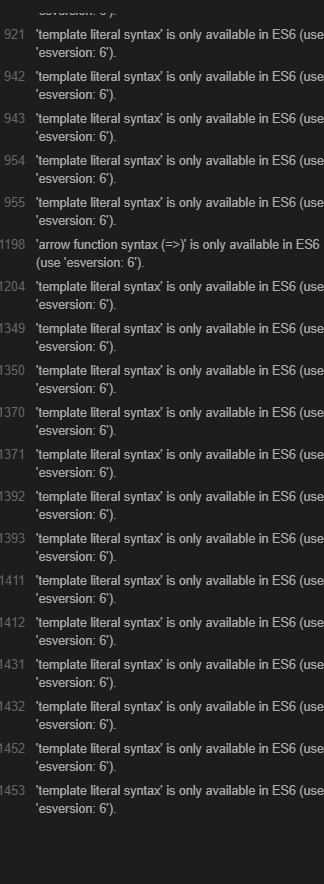 921 'template literal syntax' is only available in ES6 (use
'esversion: 6').
942 'template literal syntax' is only available in ES6 (use
'esversion: 6').
943 'template literal syntax' is only available in ES6 (use
'esversion: 6').
954 'template literal syntax' is only available in ES6 (use
'esversion: 6').
955 'template literal syntax' is only available in ES6 (use
'esversion: 6').
1198 'arrow function syntax (=>)' is only available in ES6
(use 'esversion: 6').
1204 'template literal syntax' is only available in ES6 (use
'esversion: 6').
1349 'template literal syntax' is only available in ES6 (use
'esversion: 6').
1350 'template literal syntax' is only available in ES6 (use
'esversion: 6').
1370 'template literal syntax' is only available in ES6 (use
'esversion: 6').
1371 'template literal syntax' is only available in ES6 (use
'esversion: 6').
1392 'template literal syntax' is only available in ES6 (use
'esversion: 6').
1393 'template literal syntax' is only available in ES6 (use
'esversion: 6').
1411 'template literal syntax' is only available in ES6 (use
'esversion: 6').
1412 'template literal syntax' is only available in ES6 (use
'esversion: 6').
1431 'template literal syntax' is only available in ES6 (use
'esversion: 6').
1432 'template literal syntax' is only available in ES6 (use
'esversion: 6').
1452 'template literal syntax' is only available in ES6 (use
'esversion: 6').
1453 'template literal syntax' is only available in ES6 (use
'esversion: 6').